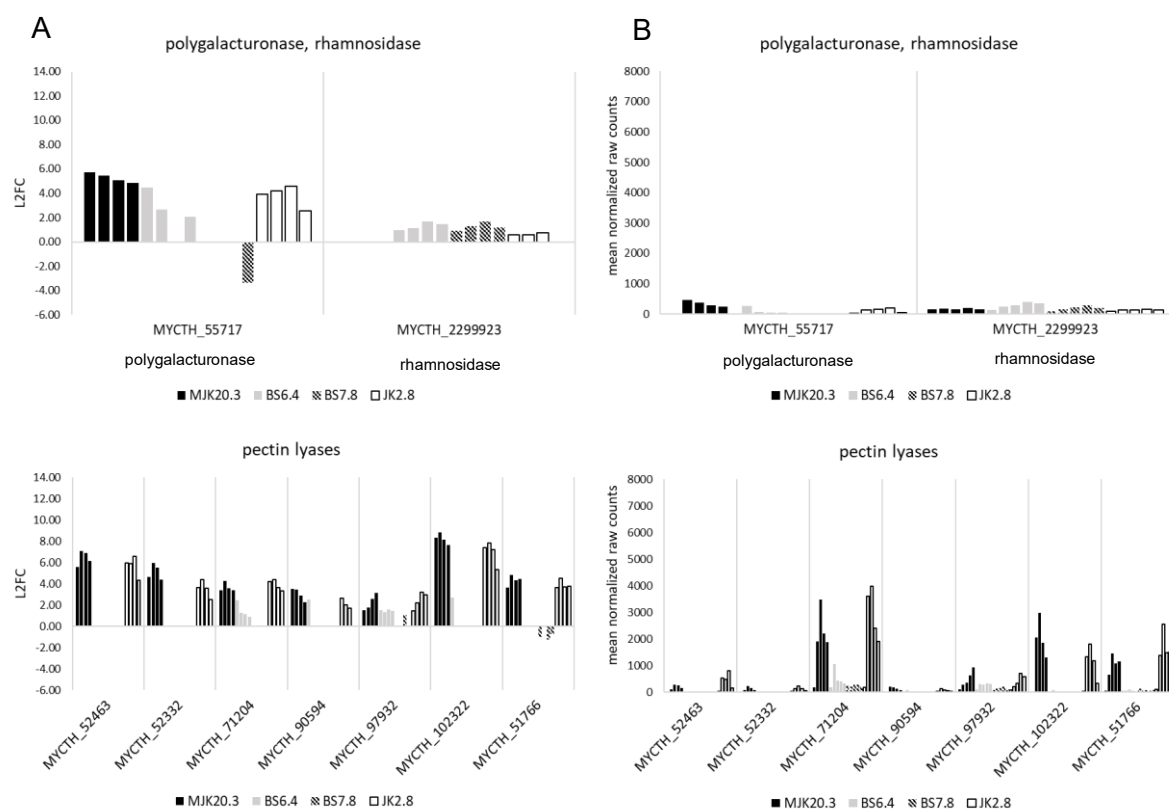 A
polygalacturonase, rhamnosidase
14.00
12.00
10.00
8.00
6.00
4.00
2.00
0.00
-2.00
-4.00
-6.00
L2FC
MYCTH_55717 MYCTH_2299923
polygalacturonase rhamnosidase
MJK20.3 BS6.4 BS7.8 JK2.8
B
polygalacturonase, rhamnosidase
8000
7000
6000
5000
4000
3000
2000
1000
0
mean normalized raw counts
MYCTH_55717 MYCTH_2299923
polygalacturonase rhamnosidase
MJK20.3 BS6.4 BS7.8 JK2.8
pectin lyases
14.00
12.00
10.00
8.00
6.00
4.00
2.00
0.00
-2.00
-4.00
-6.00
L2FC
MYCTH_52463
MYCTH_52332
MYCTH_71204
MYCTH_90594
MYCTH_97932
MYCTH_102322
MYCTH_51766
MJK20.3 BS6.4 BS7.8 JK2.8
pectin lyases
8000
7000
6000
5000
4000
3000
2000
1000
0
mean normalized raw counts
MYCTH_52463
MYCTH_52332
MYCTH_71204
MYCTH_90594
MYCTH_97932
MYCTH_102322
MYCTH_51766
MJK20.3 BS6.4 BS7.8 JK2.8